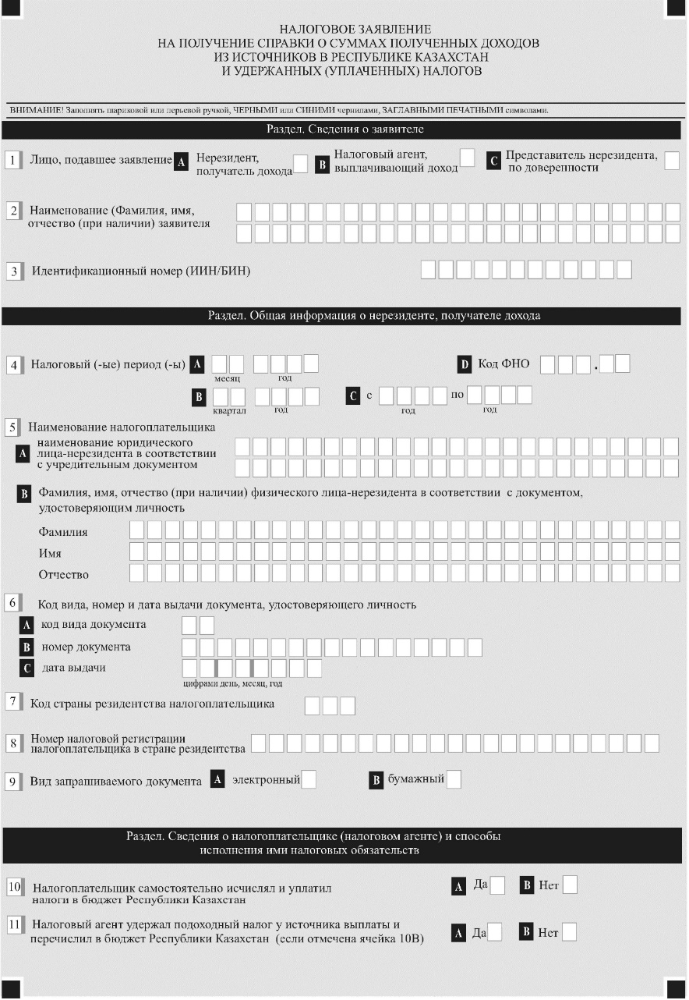 НАЛОГОВОЕ ЗАЯВЛЕНИЕ
НА ПОЛУЧЕНИЕ СПРАВКИ О СУММАХ ПОЛУЧЕННЫХ ДОХОДОВ
ИЗ ИСТОЧНИКОВ В РЕСПУБЛИКЕ КАЗАХСТАН
И УДЕРЖАННЫХ (УПЛАЧЕННЫХ) НАЛОГОВ
ВНИМАНИЕ! Заполнять шариковой или перьевой ручкой, ЧЕРНЫМИ или СИНИМИ чернилами, ЗАГЛАВНЫМИ ПЕЧАТНЫМИ символами.
Раздел. Сведения о заявителе
1 Лицо, подавшее заявление A Нерезидент, получатель дохода B Налоговый агент, выплачивающий доход C Представитель нерезидента, по доверенности
2 Наименование (Фамилия, имя,
отчество (при наличии) заявителя
3 Идентификационный номер (ИИН/БИН)
Раздел. Общая информация о нерезиденте, получателе дохода
4 Налоговый (-ые) период (-ы) A D Код ФНО .
месяц год
B C с по
квартал год год год
5 Наименование налогоплательщика
A наименование юридического
лица-нерезидента в соответствии
с учредительным документом
B Фамилия, имя, отчество (при наличии) физического лица-нерезидента в соответствии с документом,
удостоверяющим личность
Фамилия
Имя
Отчество
6 Код вида, номер и дата выдачи документа, удостоверяющего личность
A код вида документа
B номер документа
C дата выдачи
цифрами день, месяц, год
7 Код страны резидентства налогоплательщика
8 Номер налоговой регистрации
налогоплательщика в стране резидентства
9 Вид запрашиваемого документа A электронный B бумажный
Раздел. Сведения о налогоплательщике (налоговом агенте) и способы
исполнения ими налоговых обязательств
10 Налогоплательщик самостоятельно исчислял и уплатил A Да B Нет
налоги в бюджет Республики Казахстан
11 Налоговый агент удержал подоходный налог у источника выплаты и
перечислил в бюджет Республики Казахстан (если отмечена ячейка 10В) A Да B Нет